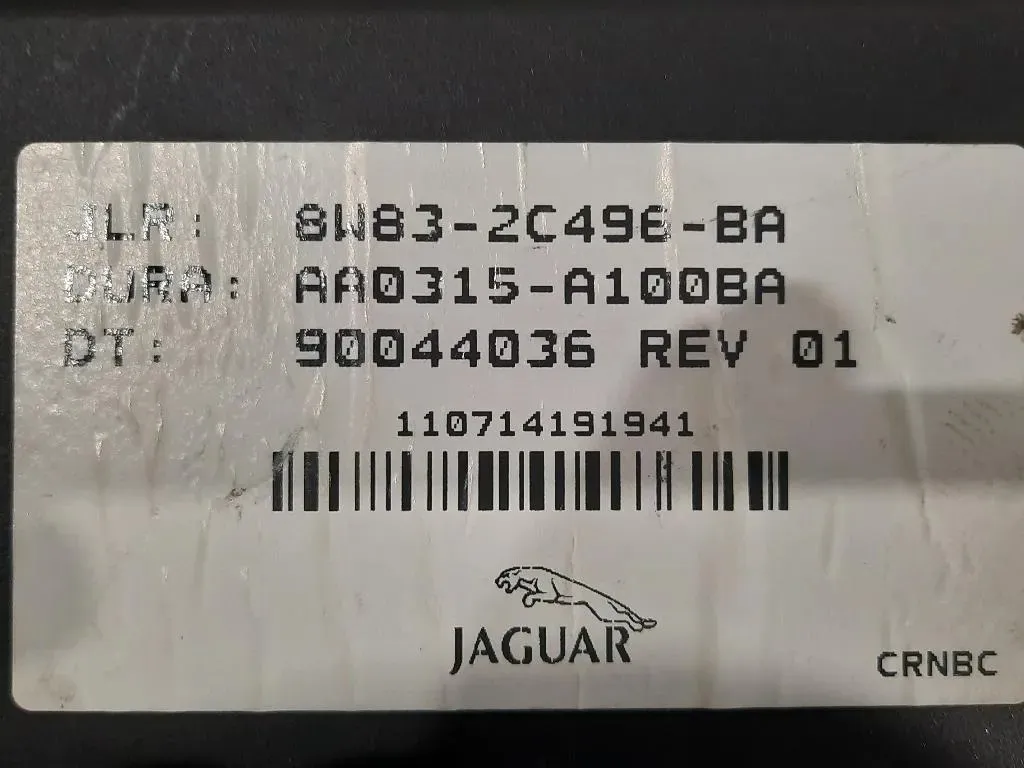 JLR: 8W83-2C496-BA
DURA: AA0315-A100BA
DT: 90044036 REV 01
110714191941
JAGUAR
CRNBC